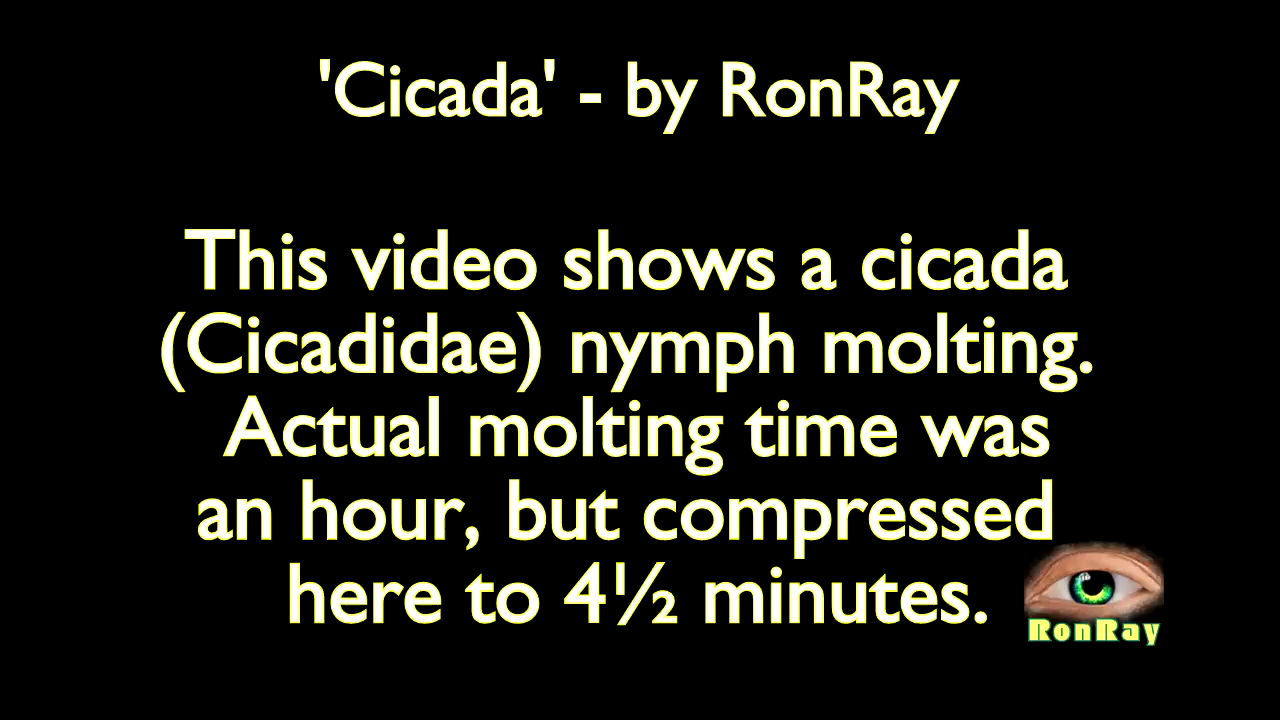 'Cicada' - by RonRay
This video shows a cicada
(Cicadidae) nymph molting.
Actual molting time was
an hour, but compressed
here to 4½ minutes.
RonRay